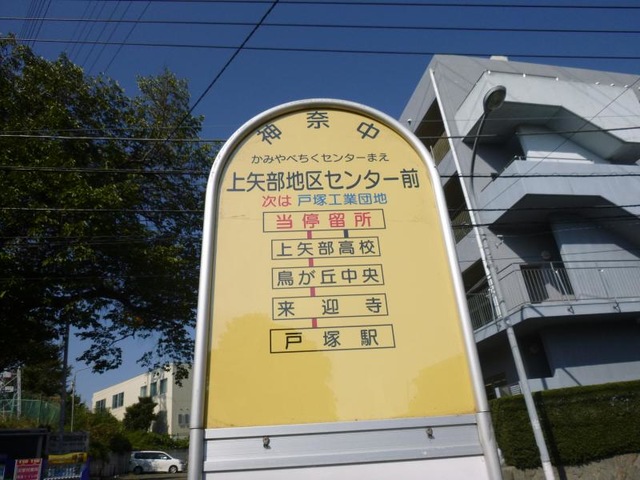 神奈中
かみやべちくセンターまえ
上矢部地区センター前
次は 戸塚工業団地
当停留所
上矢部高校
鳥が丘中央
来迎寺
戸塚駅